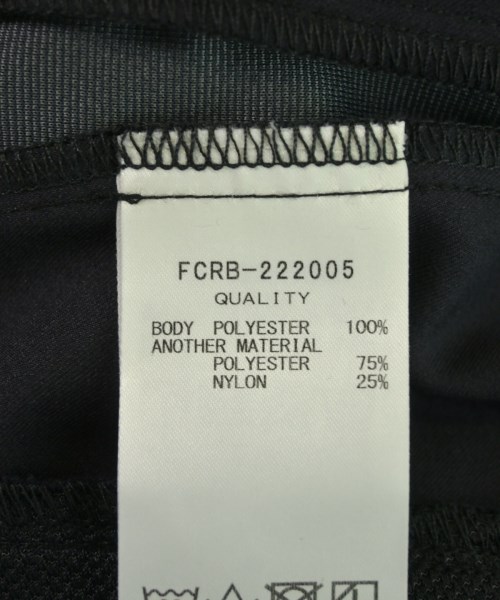 FCRB-222005
QUALITY
BODY POLYESTER 100%
ANOTHER MATERIAL
POLYESTER 75%
NYLON 25%